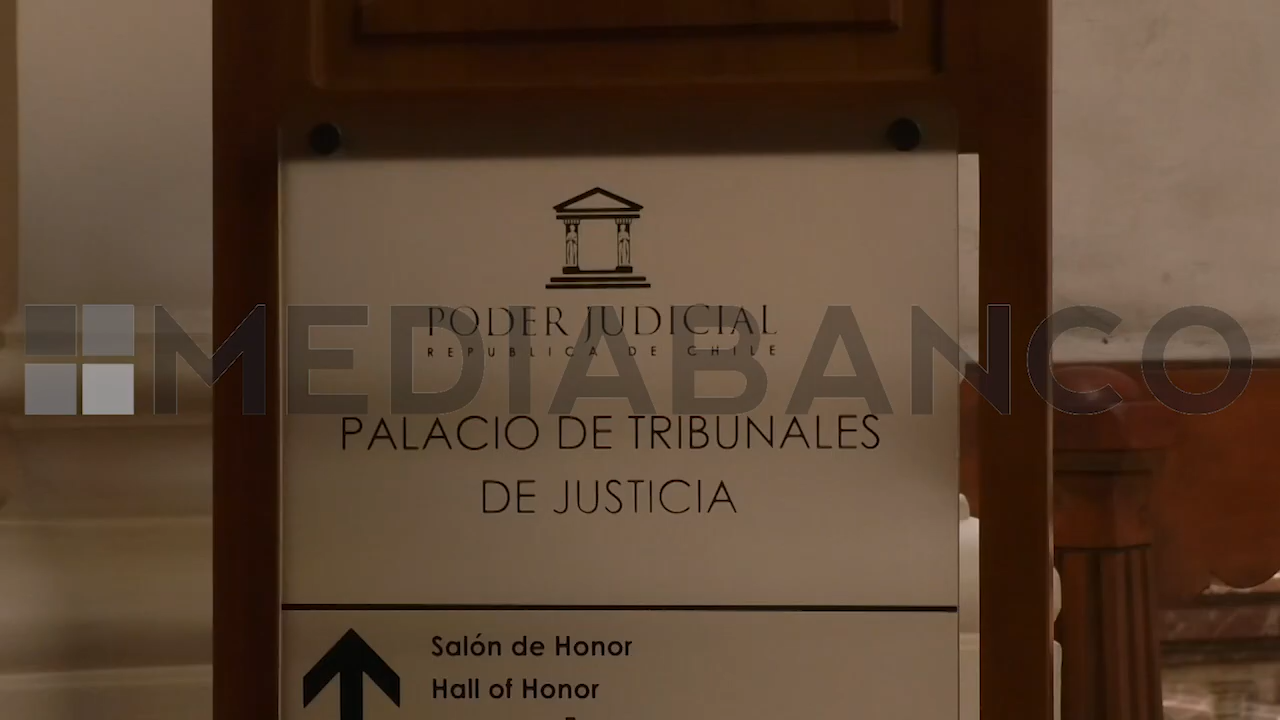 PODER JUDICIAL
REPUBLICA DE CHILE
MEDIABANCO
PALACIO DE TRIBUNALES
DE JUSTICIA
Salón de Honor
Hall of Honor